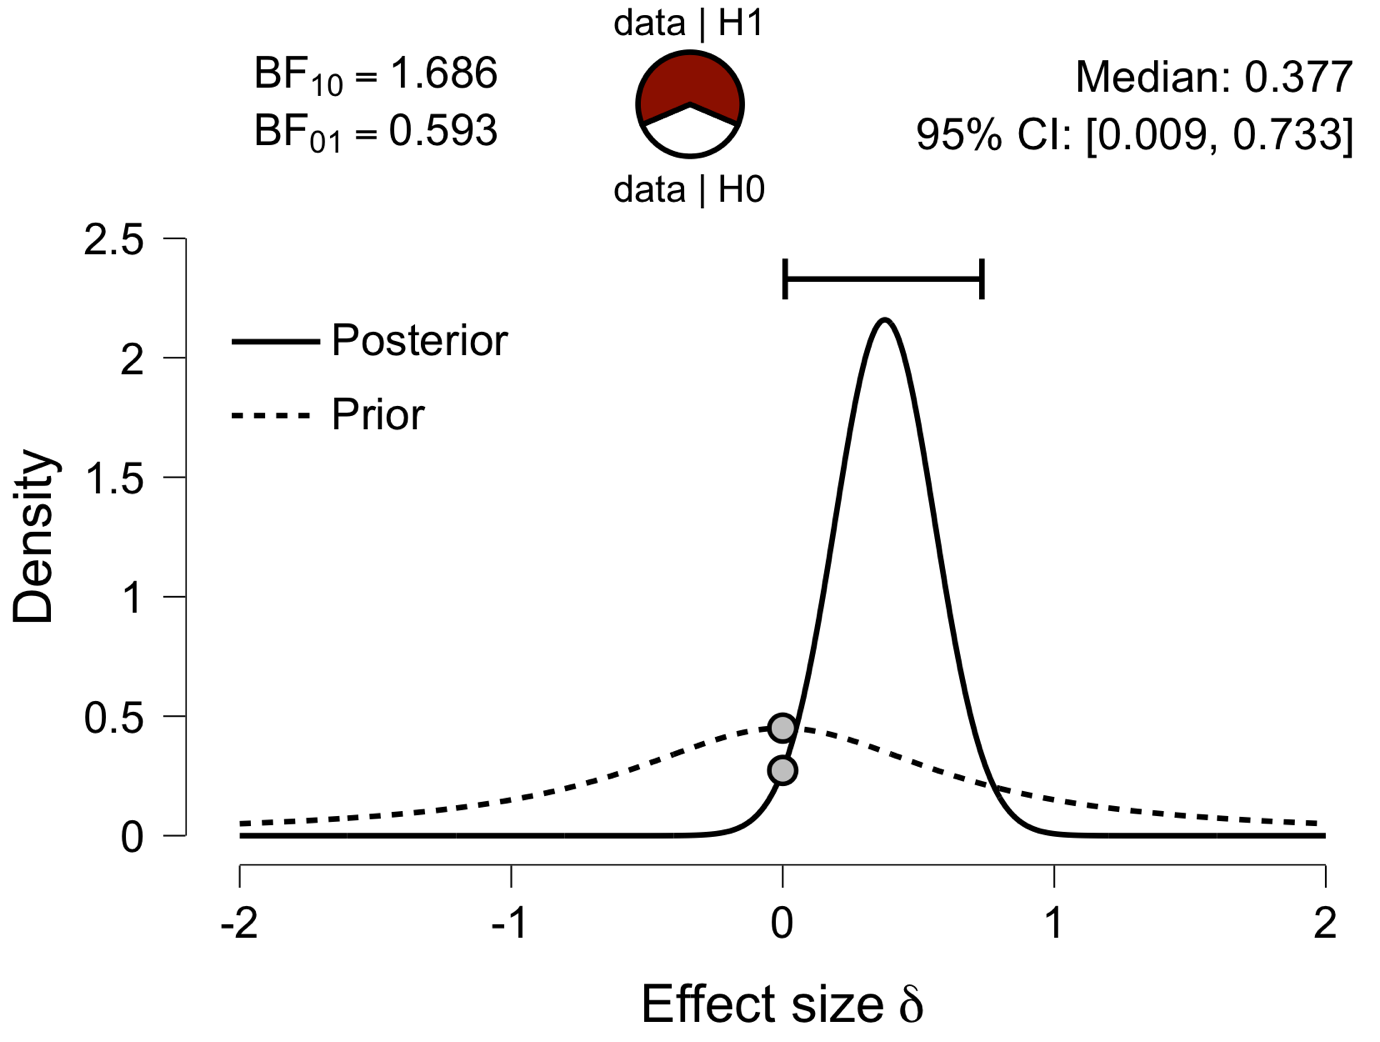 data | H1
BF10 = 1.686
BF01 = 0.593
Median: 0.377
95% CI: [0.009, 0.733]
data | H0
2.5
2
1.5
1
0.5
0
Density
Posterior
Prior
-2 -1 0 1 2
Effect size δ